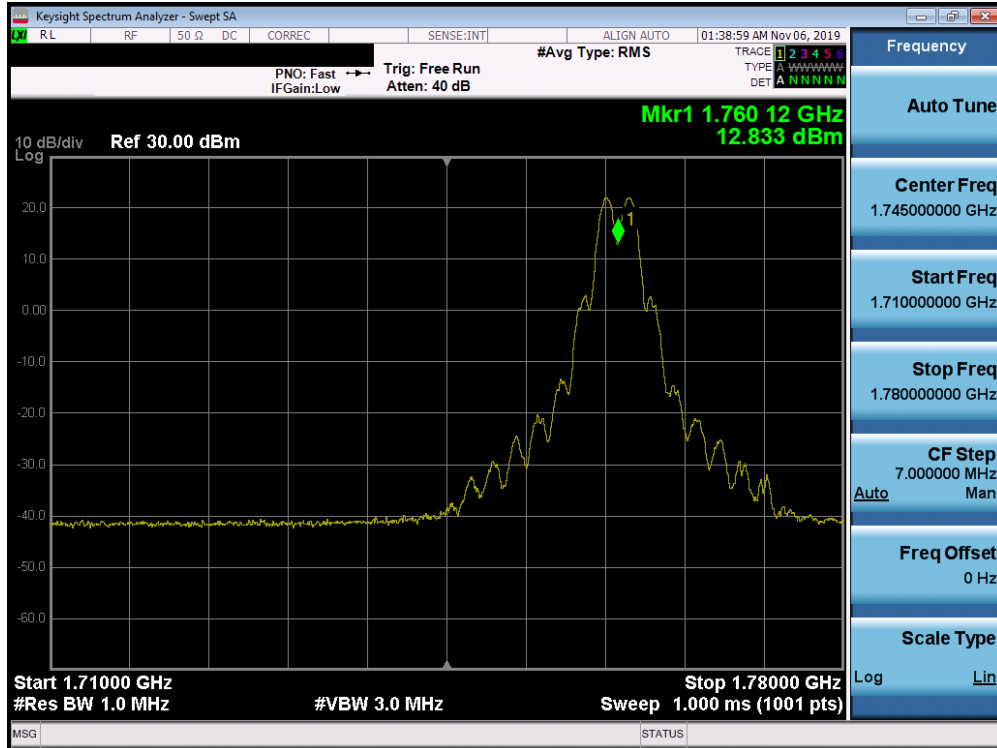 Keysight Spectrum Analyzer - Swept SA
LXI RL RF 50 Ω DC CORREC SENSE:INT ALIGN AUTO 01:38:59 AM Nov 06, 2019
#Avg Type: RMS TRACE 1 2 3 4 5 6
PNO: Fast Trig: Free Run TYPE A WWWWW
IFGain:Low Atten: 40 dB DET A N N N N N
Mkr1 1.760 12 GHz
10 dB/div Ref 30.00 dBm 12.833 dBm
Log
1
20.0
10.0
0.00
-10.0
-20.0
-30.0
-40.0
-50.0
-60.0
Start 1.71000 GHz Stop 1.78000 GHz
#Res BW 1.0 MHz #VBW 3.0 MHz Sweep 1.000 ms (1001 pts)
MSG STATUS
Frequency
Auto Tune
Center Freq
1.745000000 GHz
Start Freq
1.710000000 GHz
Stop Freq
1.780000000 GHz
CF Step
7.000000 MHz
Auto Man
Freq Offset
0 Hz
Scale Type
Log Lin